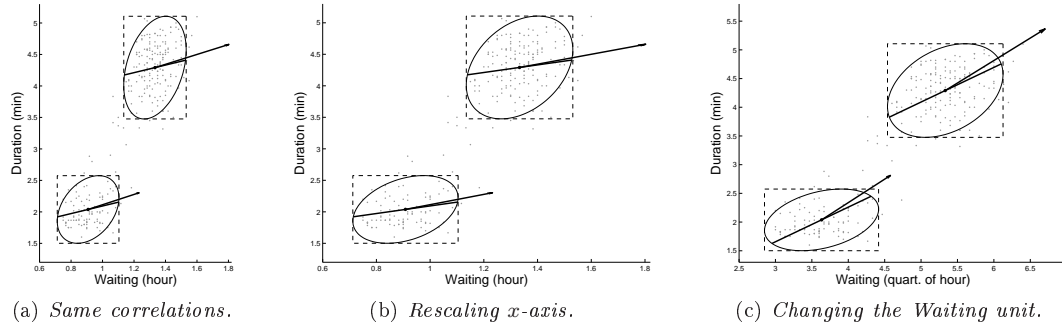 5
4.5
4
3.5
3
2.5
2
1.5
Duration (min)
0.6 0.8 1 1.2 1.4 1.6 1.8
Waiting (hour)
(a) Same correlations.
5
4.5
4
3.5
3
2.5
2
1.5
Duration (min)
0.6 0.8 1 1.2 1.4 1.6 1.8
Waiting (hour)
(b) Rescaling x-axis.
5.5
5
4.5
4
3.5
3
2.5
2
1.5
Duration (min)
2.5 3 3.5 4 4.5 5 5.5 6 6.5
Waiting (quart. of hour)
(c) Changing the Waiting unit.